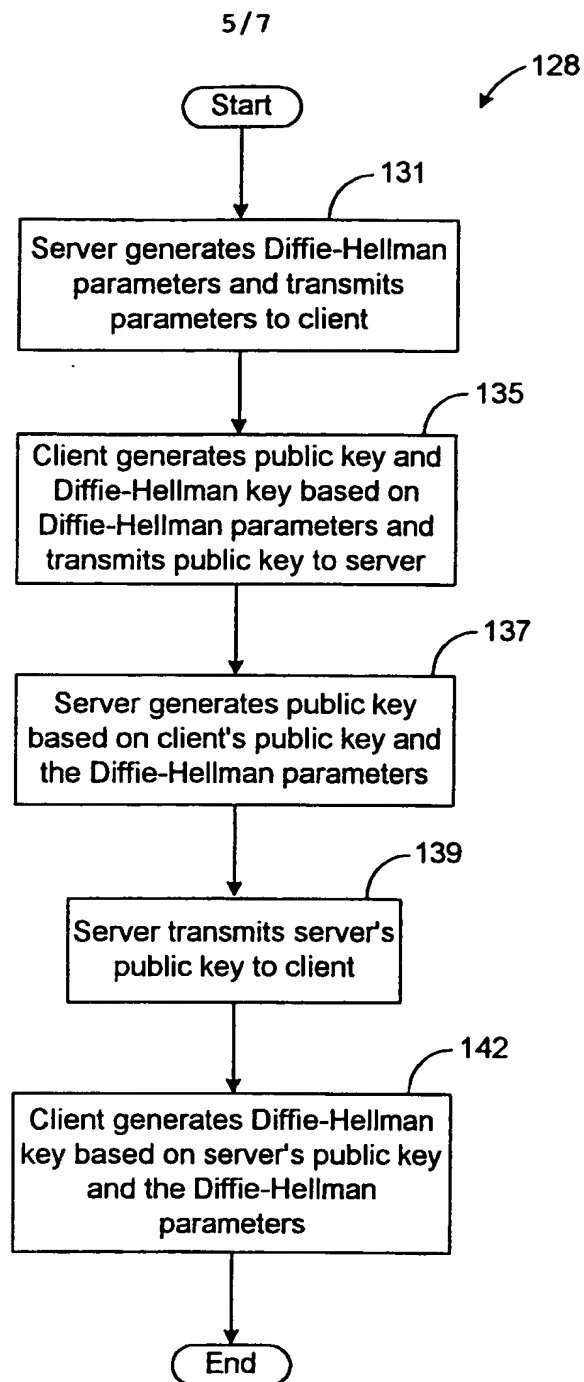 5/7
128
Start
131
Server generates Diffie-Hellman
parameters and transmits
parameters to client
135
Client generates public key and
Diffie-Hellman key based on
Diffie-Hellman parameters and
transmits public key to server
137
Server generates public key
based on client's public key and
the Diffie-Hellman parameters
139
Server transmits server's
public key to client
142
Client generates Diffie-Hellman
key based on server's public key
and the Diffie-Hellman
parameters
End